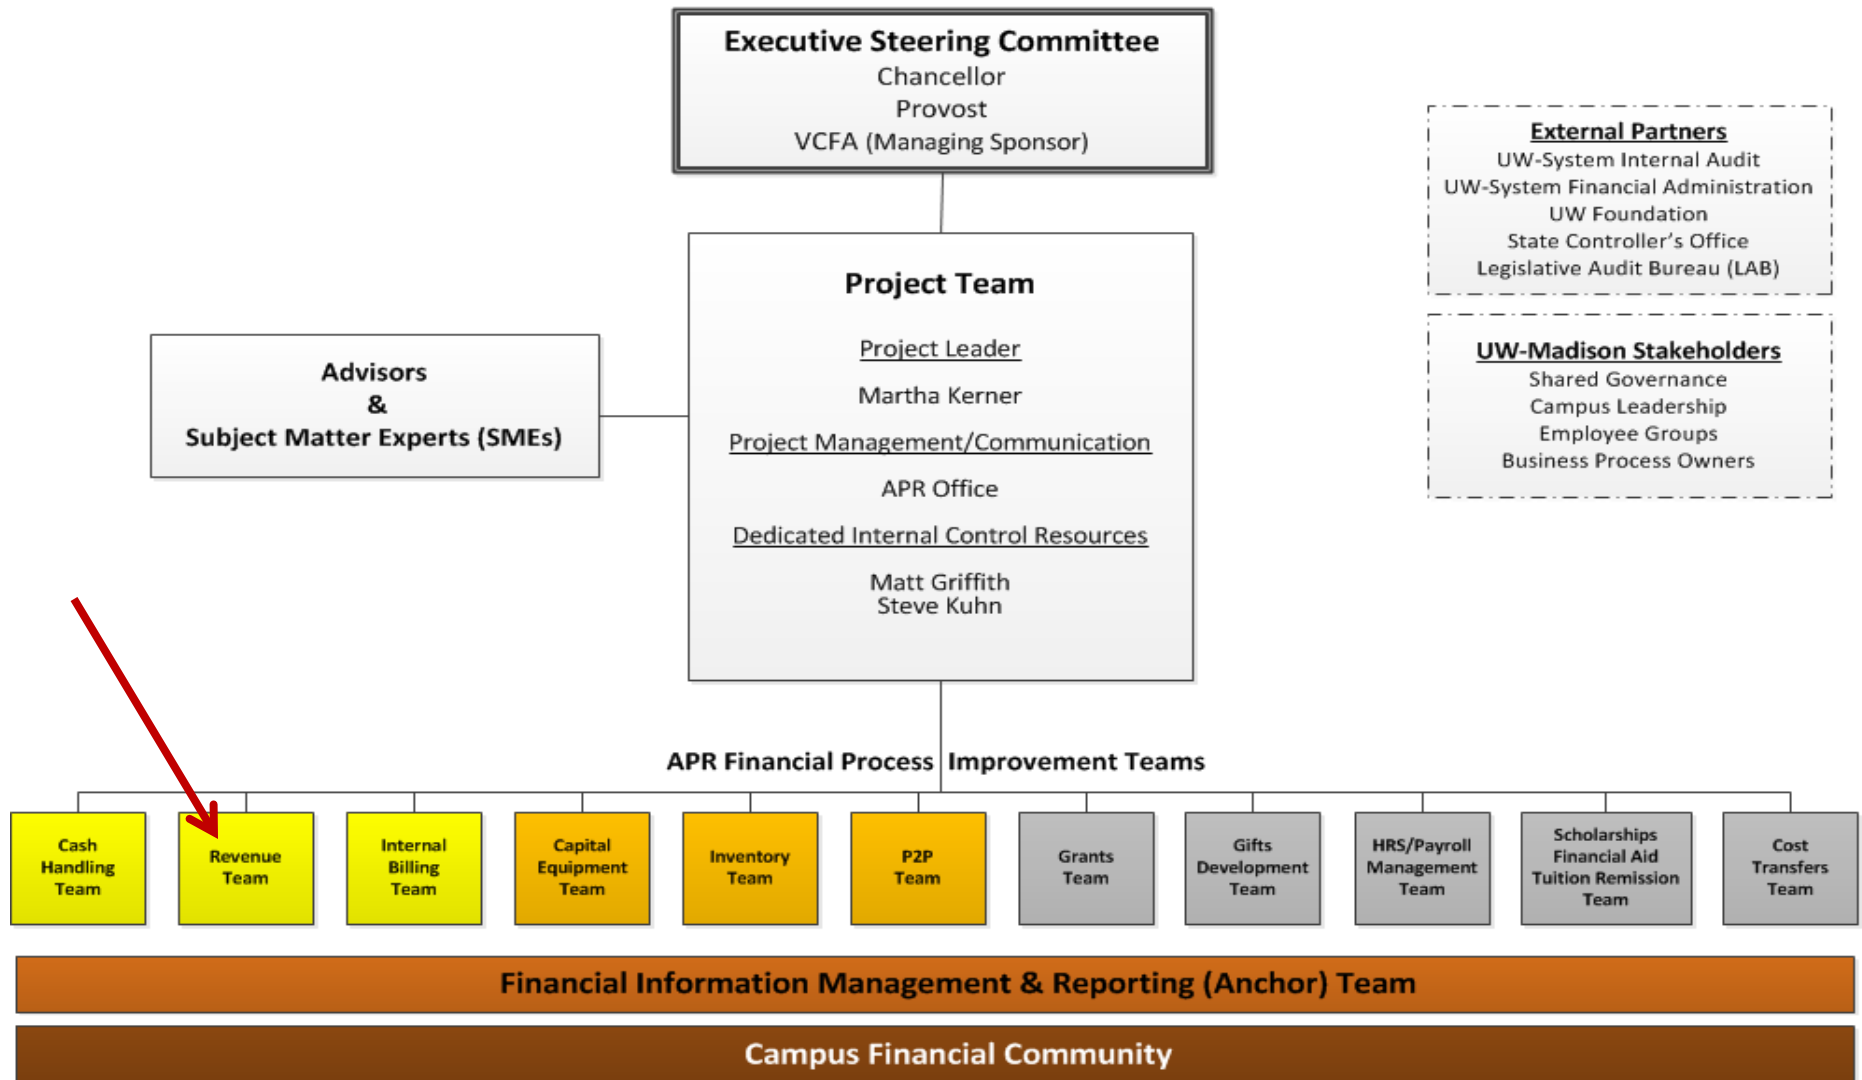 Executive Steering Committee
Chancellor
Provost
VCFA (Managing Sponsor)
External Partners
UW-System Internal Audit
UW-System Financial Administration
UW Foundation
State Controller's Office
Legislative Audit Bureau (LAB)
UW-Madison Stakeholders
Shared Governance
Campus Leadership
Employee Groups
Business Process Owners
Advisors
&
Subject Matter Experts (SMEs)
Project Team
Project Leader
Martha Kerner
Project Management/Communication
APR Office
Dedicated Internal Control Resources
Matt Griffith
Steve Kuhn
APR Financial Process Improvement Teams
Cash
Handling
Team
Revenue
Team
Internal
Billing
Team
Capital
Equipment
Team
Inventory
Team
P2P
Team
Grants
Team
Gifts
Development
Team
HRS/Payroll
Management
Team
Scholarships
Financial Aid
Tuition Remission
Team
Cost
Transfers
Team
Financial Information Management & Reporting (Anchor) Team
Campus Financial Community